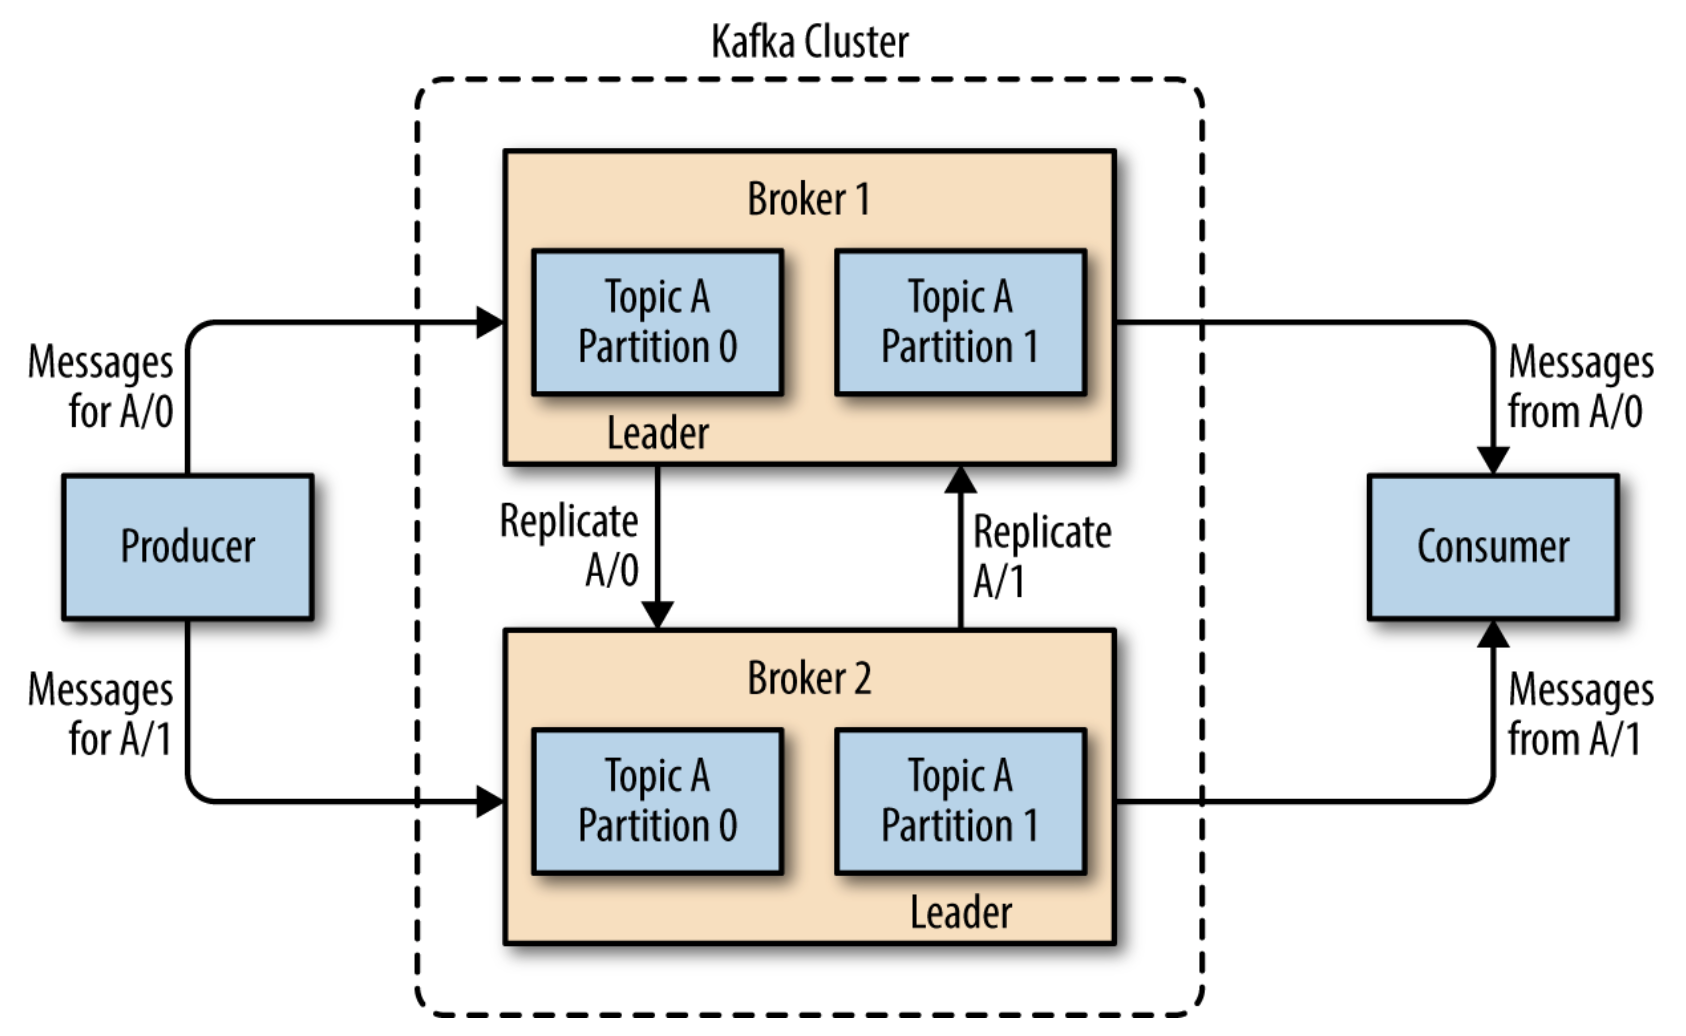 Kafka Cluster
Broker 1
Topic A
Partition 0
Topic A
Partition 1
Leader
Messages
for A/0
Messages
from A/0
Producer
Replicate
A/0
Replicate
A/1
Consumer
Messages
for A/1
Messages
from A/1
Broker 2
Topic A
Partition 0
Topic A
Partition 1
Leader